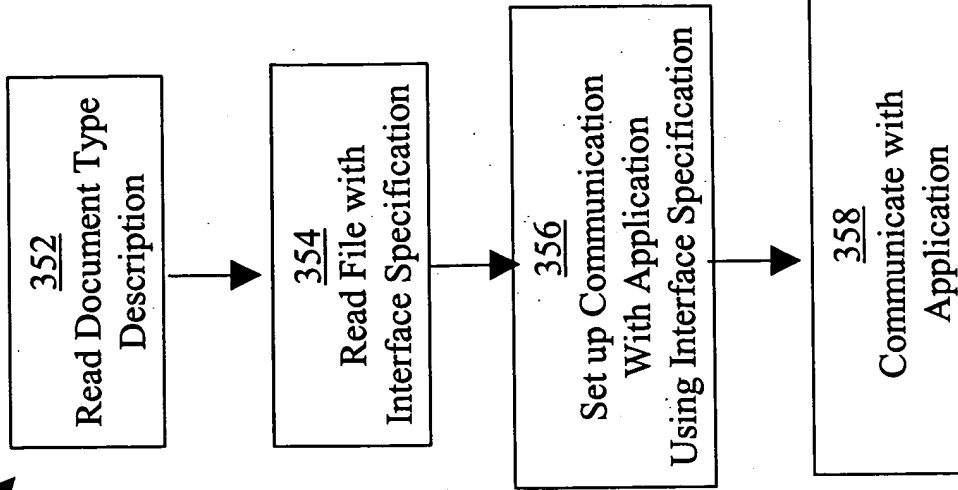 352
Read Document Type
Description
354
Read File with
Interface Specification
356
Set up Communication
With Application
Using Interface Specification
358
Communicate with
Application